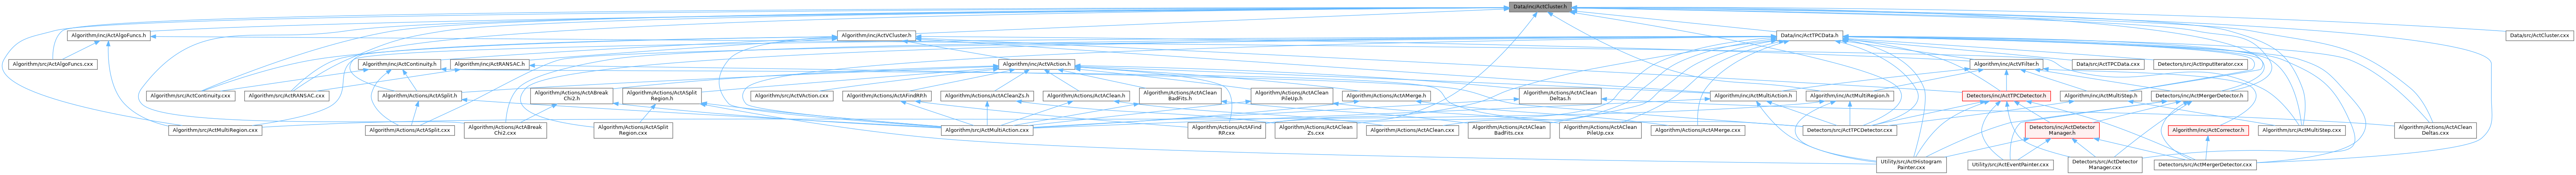 Data/inc/ActCluster.h
Algorithm/inc/ActAlgoFuncs.h
Algorithm/inc/ActVCluster.h
Data/inc/ActTPCData.h
Data/src/ActCluster.cxx
Algorithm/src/ActAlgoFuncs.cxx
Algorithm/inc/ActContinuity.h
Algorithm/inc/ActRANSAC.h
Algorithm/inc/ActVAction.h
Algorithm/inc/ActVFilter.h
Data/src/ActTPCData.cxx
Detectors/src/ActInputIterator.cxx
Algorithm/src/ActContinuity.cxx
Algorithm/src/ActRANSAC.cxx
Algorithm/Actions/ActASplit.h
Algorithm/Actions/ActABreak
Chi2.h
Algorithm/Actions/ActASplit
Region.h
Algorithm/src/ActVAction.cxx
Algorithm/Actions/ActAFindRP.h
Algorithm/Actions/ActACleanZs.h
Algorithm/Actions/ActAClean.h
Algorithm/Actions/ActAClean
BadFits.h
Algorithm/Actions/ActAClean
PileUp.h
Algorithm/Actions/ActAMerge.h
Algorithm/Actions/ActAClean
Deltas.h
Algorithm/inc/ActMultiAction.h
Algorithm/inc/ActMultiRegion.h
Detectors/inc/ActTPCDetector.h
Algorithm/inc/ActMultiStep.h
Detectors/inc/ActMergerDetector.h
Algorithm/src/ActMultiRegion.cxx
Algorithm/Actions/ActASplit.cxx
Algorithm/Actions/ActABreak
Chi2.cxx
Algorithm/Actions/ActASplit
Region.cxx
Algorithm/src/ActMultiAction.cxx
Algorithm/Actions/ActAFind
RP.cxx
Algorithm/Actions/ActAClean
Zs.cxx
Algorithm/Actions/ActAClean.cxx
Algorithm/Actions/ActAClean
BadFits.cxx
Algorithm/Actions/ActAClean
PileUp.cxx
Algorithm/Actions/ActAMerge.cxx
Detectors/src/ActTPCDetector.cxx
Detectors/inc/ActDetector
Manager.h
Algorithm/inc/ActCorrector.h
Algorithm/src/ActMultiStep.cxx
Algorithm/Actions/ActAClean
Deltas.cxx
Utility/src/ActHistogram
Painter.cxx
Utility/src/ActEventPainter.cxx
Detectors/src/ActDetector
Manager.cxx
Detectors/src/ActMergerDetector.cxx